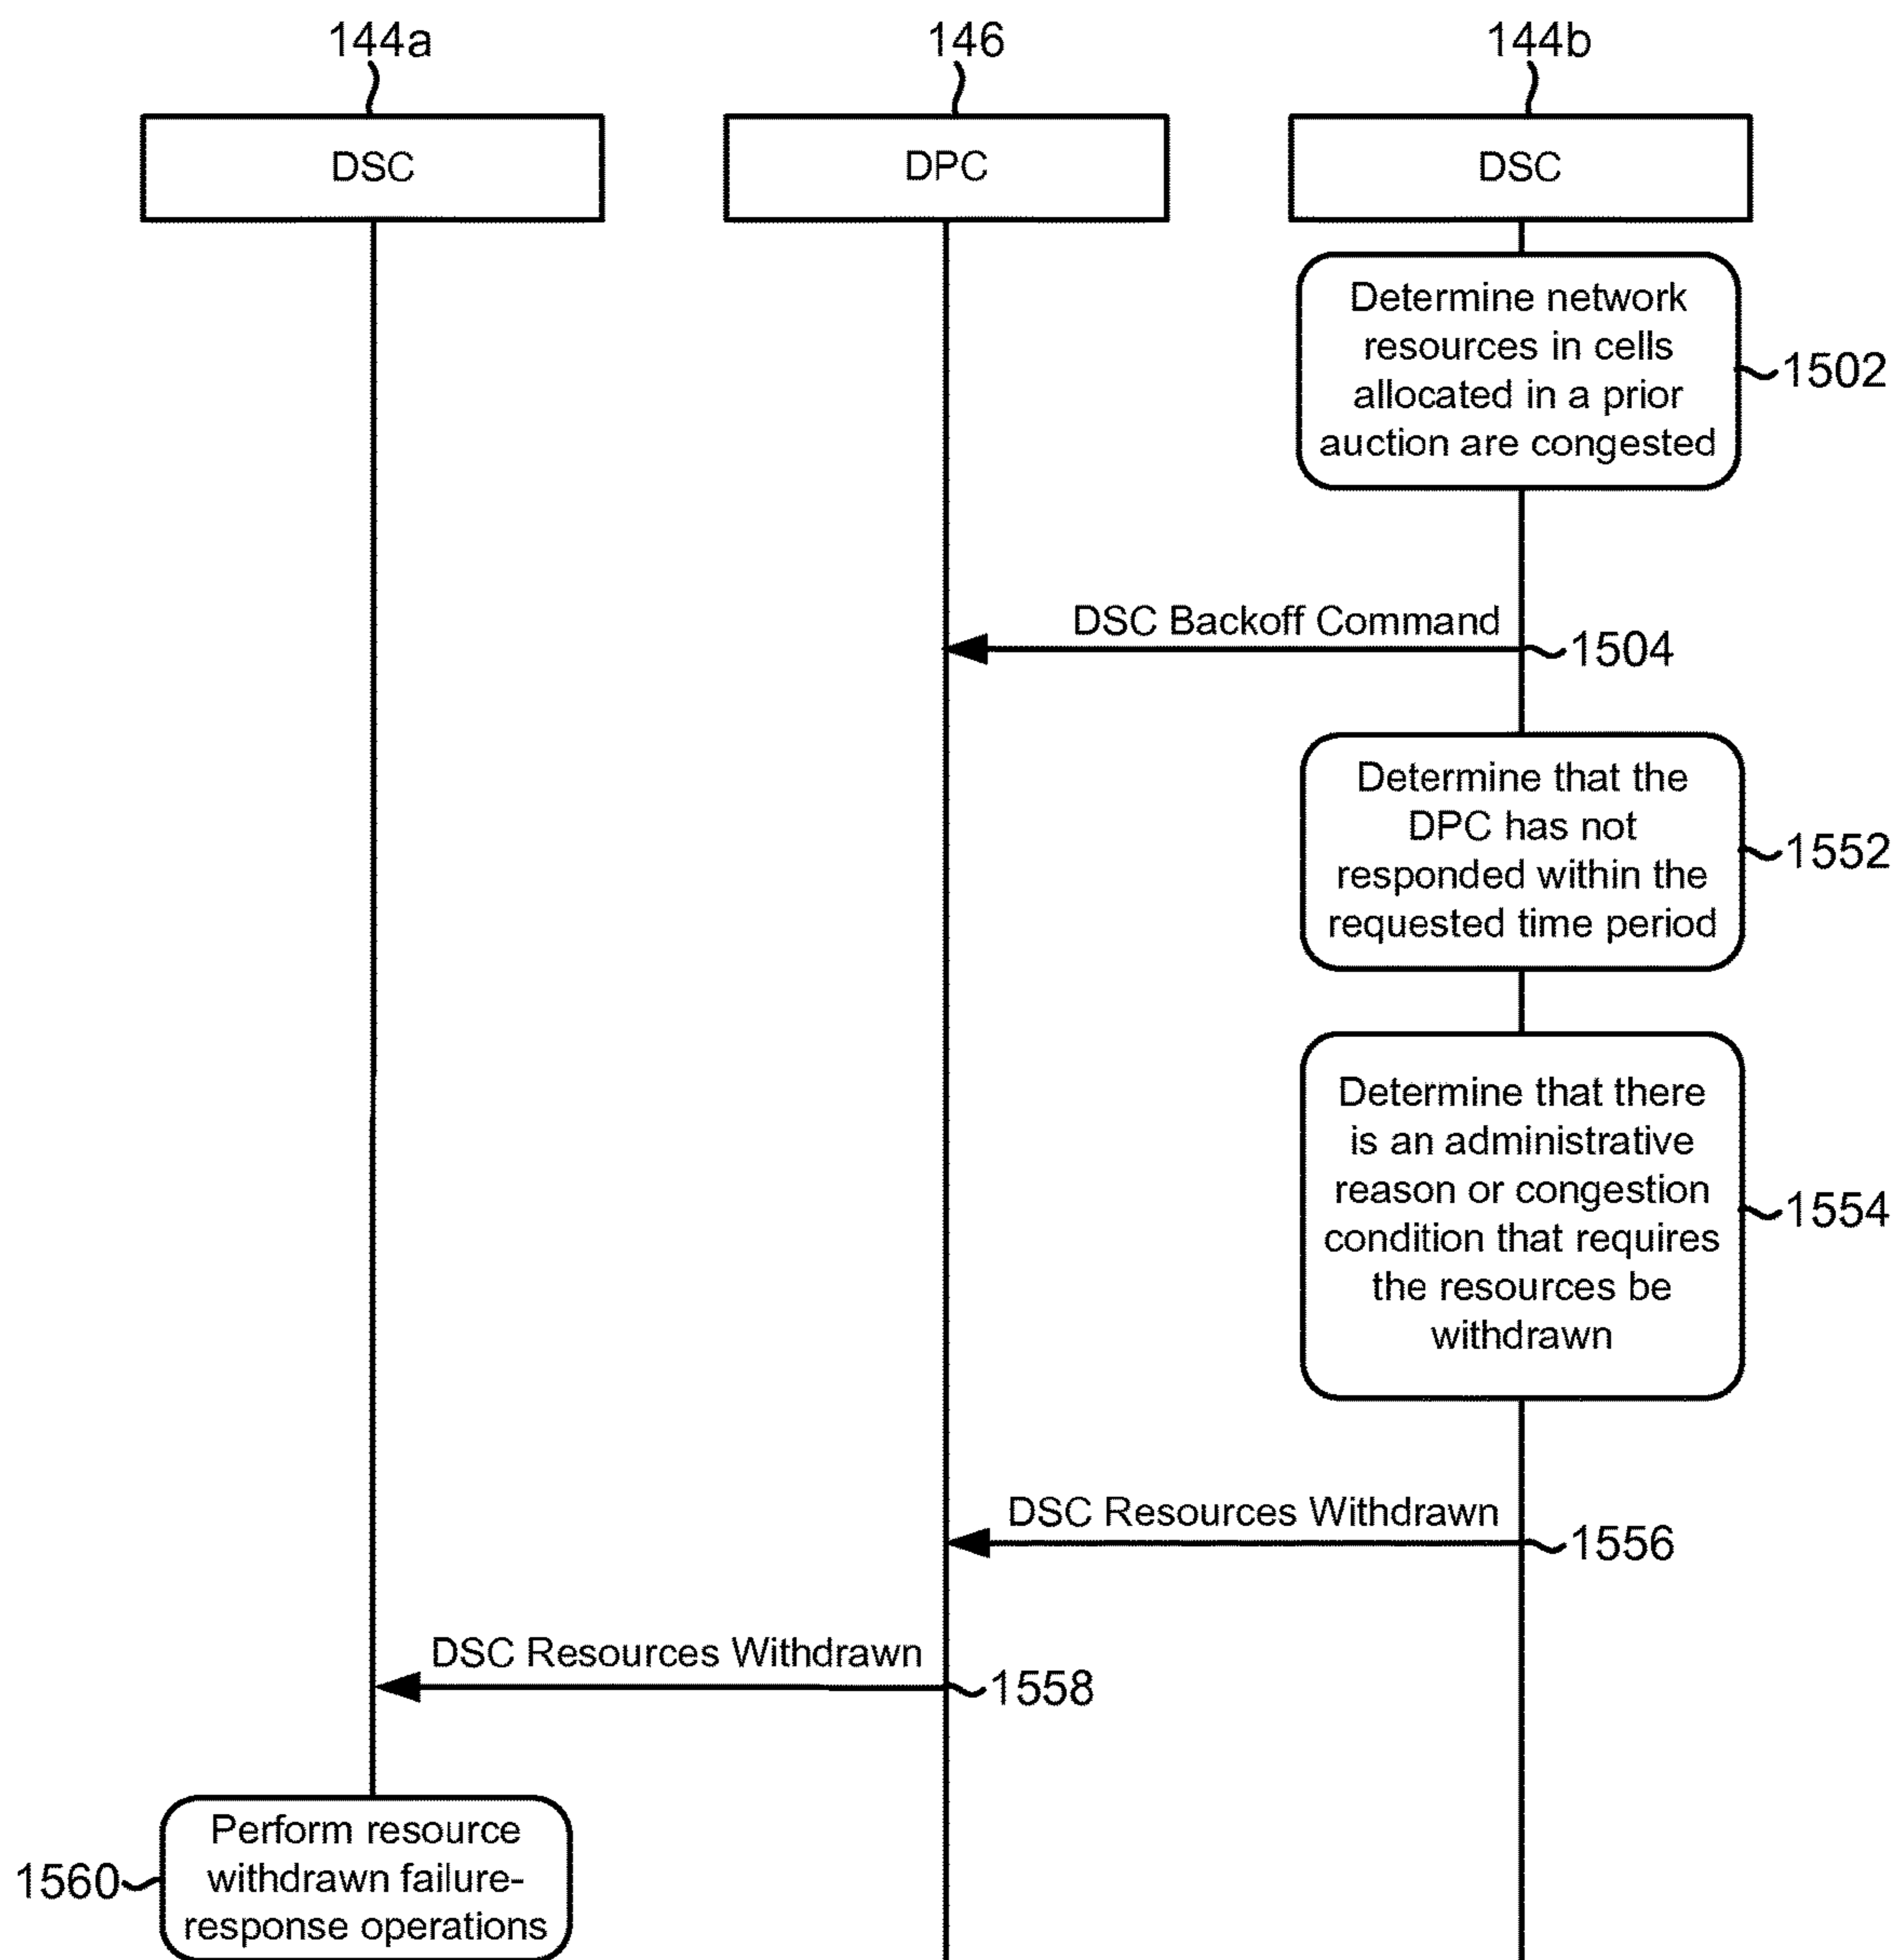 144a
146
144b
DSC
DPC
DSC
Determine network
resources in cells
allocated in a prior
auction are congested
1502
DSC Backoff Command
1504
Determine that the
DPC has not
responded within the
requested time period
1552
Determine that there
is an administrative
reason or congestion
condition that requires
the resources be
withdrawn
1554
DSC Resources Withdrawn
1556
DSC Resources Withdrawn
1558
Perform resource
withdrawn failure-
response operations
1560